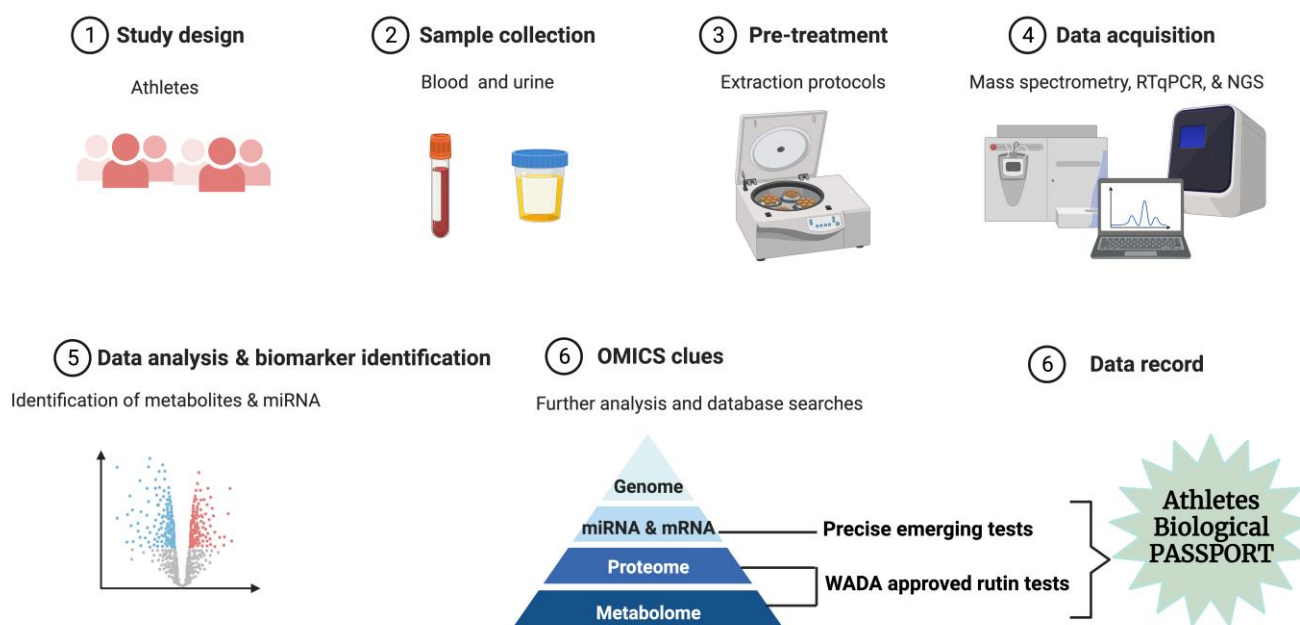 1 Study design
Athletes
2 Sample collection
Blood and urine
3 Pre-treatment
Extraction protocols
4 Data acquisition
Mass spectrometry, RTqPCR, & NGS
5 Data analysis & biomarker identification
Identification of metabolites & miRNA
6 OMICS clues
Further analysis and database searches
Genome
miRNA & mRNA
Proteome
Metabolome
Precise emerging tests
WADA approved rutin tests
6 Data record
Athletes
Biological
PASSPORT